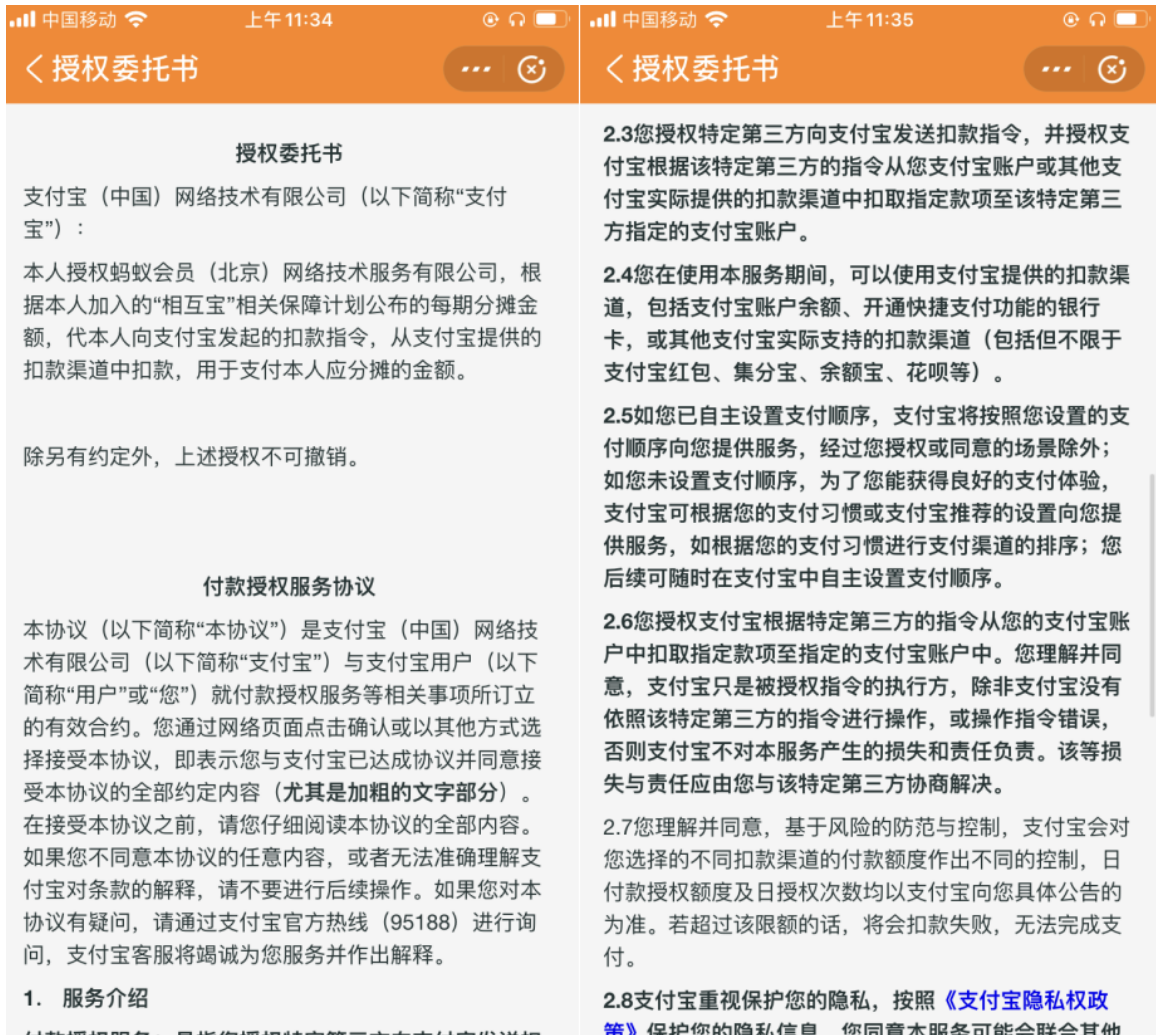 中国移动 上午11:34
授权委托书
授权委托书
支付宝（中国）网络技术有限公司（以下简称“支付
宝”）：
本人授权蚂蚁会员（北京）网络技术服务有限公司，根
据本人加入的“相互宝”相关保障计划公布的每期分摊金
额，代本人向支付宝发起的扣款指令，从支付宝提供的
扣款渠道中扣款，用于支付本人应分摊的金额。
除另有约定外，上述授权不可撤销。
付款授权服务协议
本协议（以下简称“本协议”）是支付宝（中国）网络技
术有限公司（以下简称“支付宝”）与支付宝用户（以下
简称“用户”或“您”）就付款授权服务等相关事项所订立
的有效合约。您通过网络页面点击确认或以其他方式选
择接受本协议，即表示您与支付宝已达成协议并同意接
受本协议的全部约定内容（尤其是加粗的文字部分）。
在接受本协议之前，请您仔细阅读本协议的全部内容。
如果您不同意本协议的任意内容，或者无法准确理解支
付宝对条款的解释，请不要进行后续操作。如果您对本
协议有疑问，请通过支付宝官方热线（95188）进行询
问，支付宝客服将竭诚为您服务并作出解释。
1. 服务介绍
付款授权服务：是指您授权特定第三方向支付宝发送扣
中国移动 上午11:35
授权委托书
2.3您授权特定第三方向支付宝发送扣款指令，并授权支
付宝根据该特定第三方的指令从您支付宝账户或其他支
付宝实际提供的扣款渠道中扣取指定款项至该特定第三
方指定的支付宝账户。
2.4您在使用本服务期间，可以使用支付宝提供的扣款渠
道，包括支付宝账户余额、开通快捷支付功能的银行
卡，或其他支付宝实际支持的扣款渠道（包括但不限于
支付宝红包、集分宝、余额宝、花呗等）。
2.5如您已自主设置支付顺序，支付宝将按照您设置的支
付顺序向您提供服务，经过您授权或同意的场景除外；
如您未设置支付顺序，为了您能获得良好的支付体验，
支付宝可根据您的支付习惯或支付宝推荐的设置向您提
供服务，如根据您的支付习惯进行支付渠道的排序；您
后续可随时在支付宝中自主设置支付顺序。
2.6您授权支付宝根据特定第三方的指令从您的支付宝账
户中扣取指定款项至指定的支付宝账户中。您理解并同
意，支付宝只是被授权指令的执行方，除非支付宝没有
依照该特定第三方的指令进行操作，或操作指令错误，
否则支付宝不对本服务产生的损失和责任负责。该等损
失与责任应由您与该特定第三方协商解决。
2.7您理解并同意，基于风险的防范与控制，支付宝会对
您选择的不同扣款渠道的付款额度作出不同的控制，日
付款授权额度及日授权次数均以支付宝向您具体公告的
为准。若超过该限额的话，将会扣款失败，无法完成支
付。
2.8支付宝重视保护您的隐私，按照《支付宝隐私权政
策》保护您的隐私信息，您同意本服务可能会联合其他